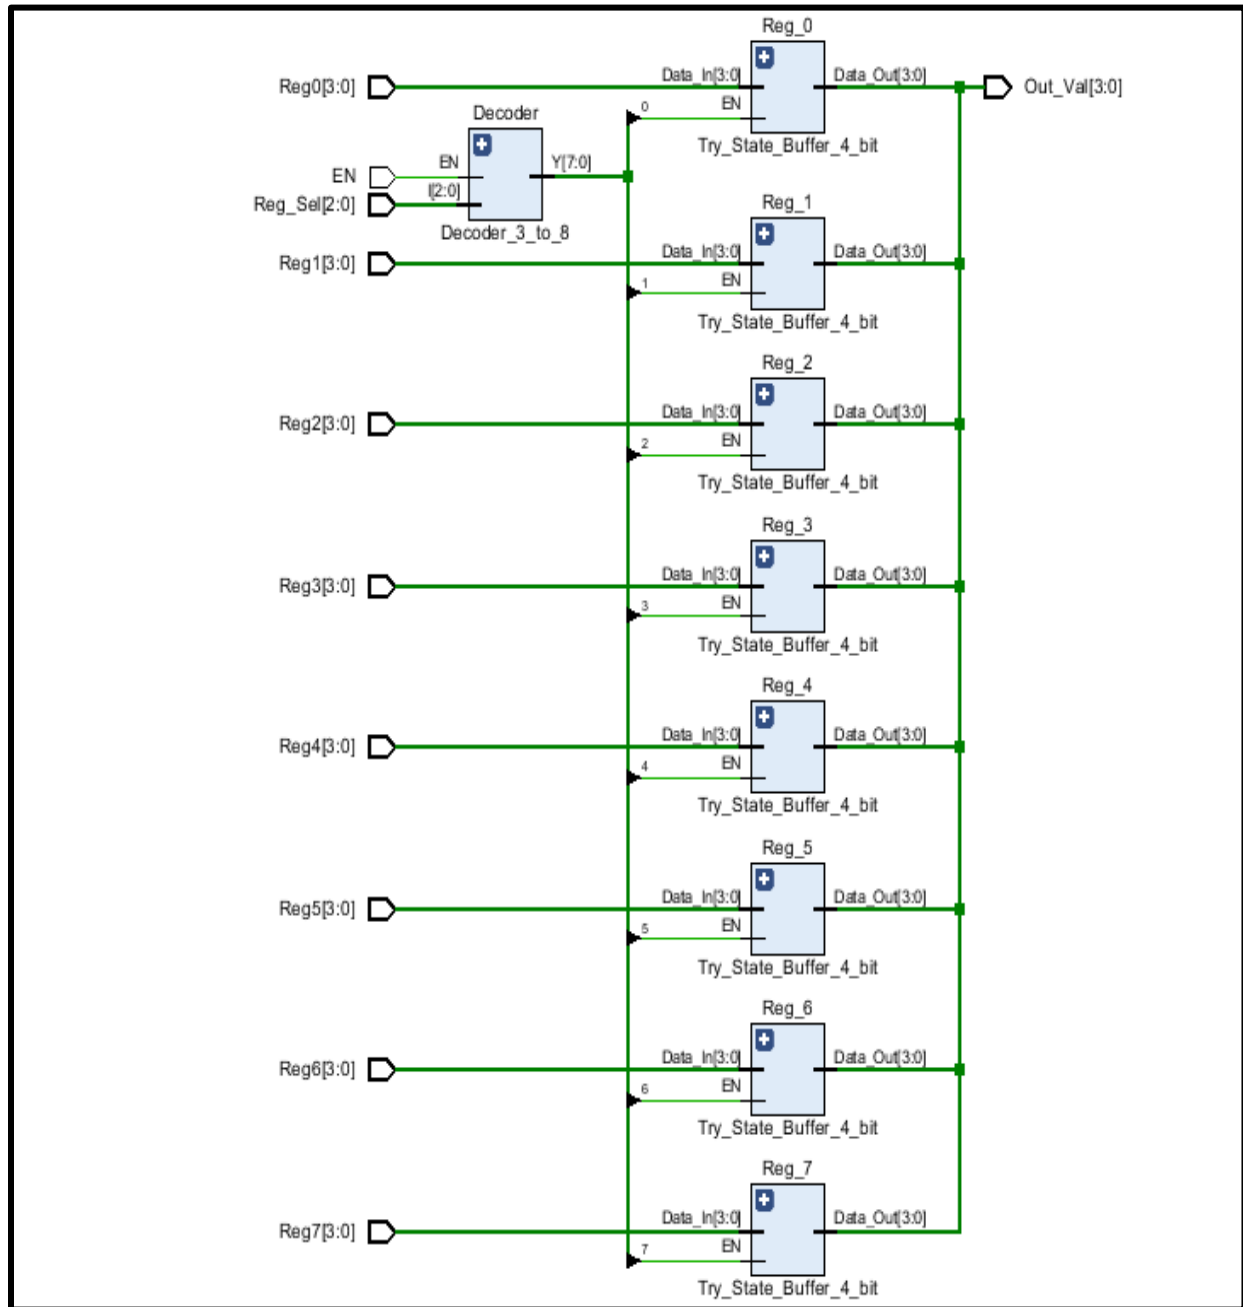 Reg_0
Reg0[3:0] Data_In[3:0] Data_Out[3:0] Out_Val[3:0]
0 EN
Decoder
Try_State_Buffer_4_bit
EN EN Y[7:0]
Reg_Sel[2:0] I[2:0]
Reg_1
Decoder_3_to_8
Reg1[3:0] Data_In[3:0] Data_Out[3:0]
1 EN
Try_State_Buffer_4_bit
Reg_2
Reg2[3:0] Data_In[3:0] Data_Out[3:0]
2 EN
Try_State_Buffer_4_bit
Reg_3
Reg3[3:0] Data_In[3:0] Data_Out[3:0]
3 EN
Try_State_Buffer_4_bit
Reg_4
Reg4[3:0] Data_In[3:0] Data_Out[3:0]
4 EN
Try_State_Buffer_4_bit
Reg_5
Reg5[3:0] Data_In[3:0] Data_Out[3:0]
5 EN
Try_State_Buffer_4_bit
Reg_6
Reg6[3:0] Data_In[3:0] Data_Out[3:0]
6 EN
Try_State_Buffer_4_bit
Reg_7
Reg7[3:0] Data_In[3:0] Data_Out[3:0]
7 EN
Try_State_Buffer_4_bit